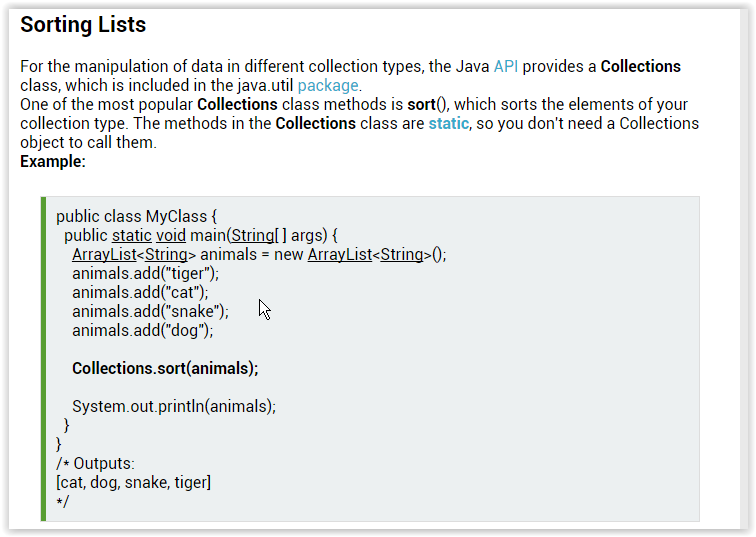 Sorting Lists
For the manipulation of data in different collection types, the Java API provides a Collections
class, which is included in the java.util package.
One of the most popular Collections class methods is sort(), which sorts the elements of your
collection type. The methods in the Collections class are static, so you don't need a Collections
object to call them.
Example:
public class MyClass {
public static void main(String[ ] args) {
ArrayList<String> animals = new ArrayList<String>();
animals.add("tiger");
animals.add("cat");
animals.add("snake");
animals.add("dog");
Collections.sort(animals);
System.out.println(animals);
}
}
/* Outputs:
[cat, dog, snake, tiger]
*/